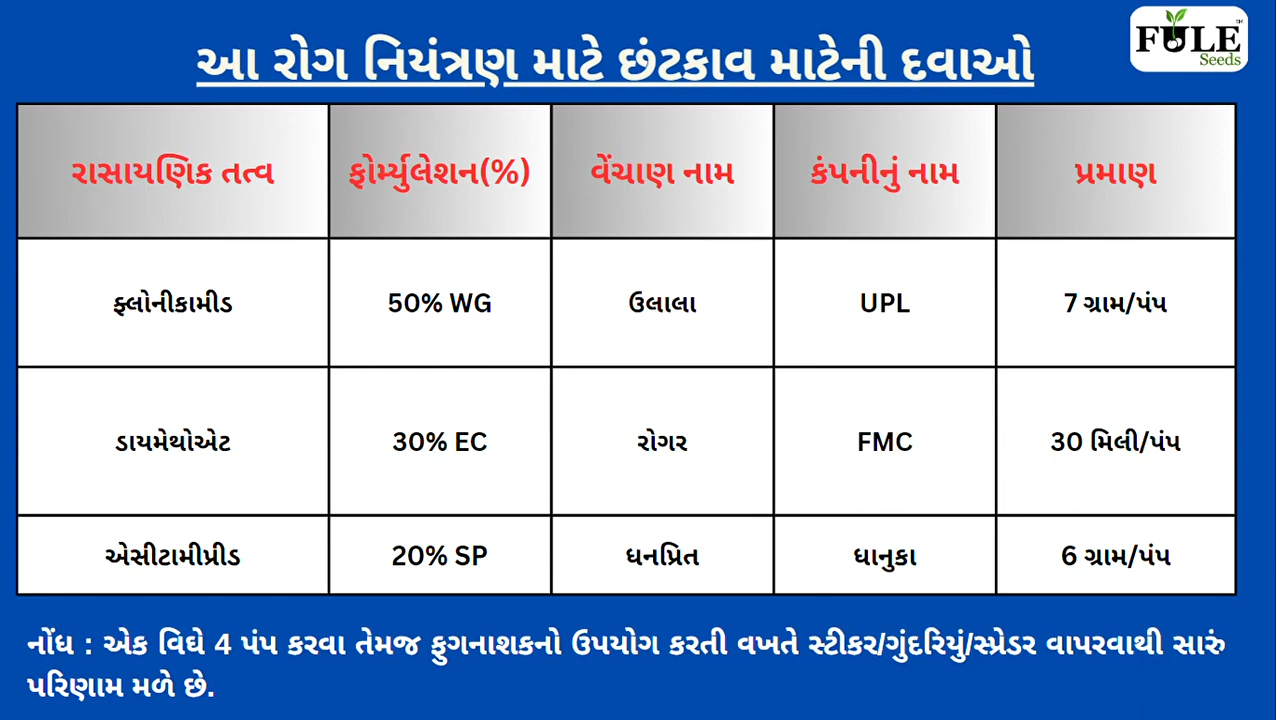 FULE
TM
Seeds
આ રોગ નિયંત્રણ માટે છંટકાવ માટેની દવાઓ
રાસાયણિક તત્વ ફોર્મ્યુલેશન(%) વેંચાણ નામ કંપનીનું નામ પ્રમાણ
ફ્લોનીકામીડ 50% WG ઉલાલા UPL 7 ગ્રામ/પંપ
ડાયમેથોએટ 30% EC રોગર FMC 30 મિલી/પંપ
એસીટામીપ્રીડ 20% SP ધનપ્રિત ધાનુકા 6 ગ્રામ/પંપ
નોંધ : એક વિઘે 4 પંપ કરવા તેમજ ફુગનાશકનો ઉપયોગ કરતી વખતે સ્ટીકર/ગુંદરિયું/સ્પ્રેડર વાપરવાથી સારું
પરિણામ મળે છે.